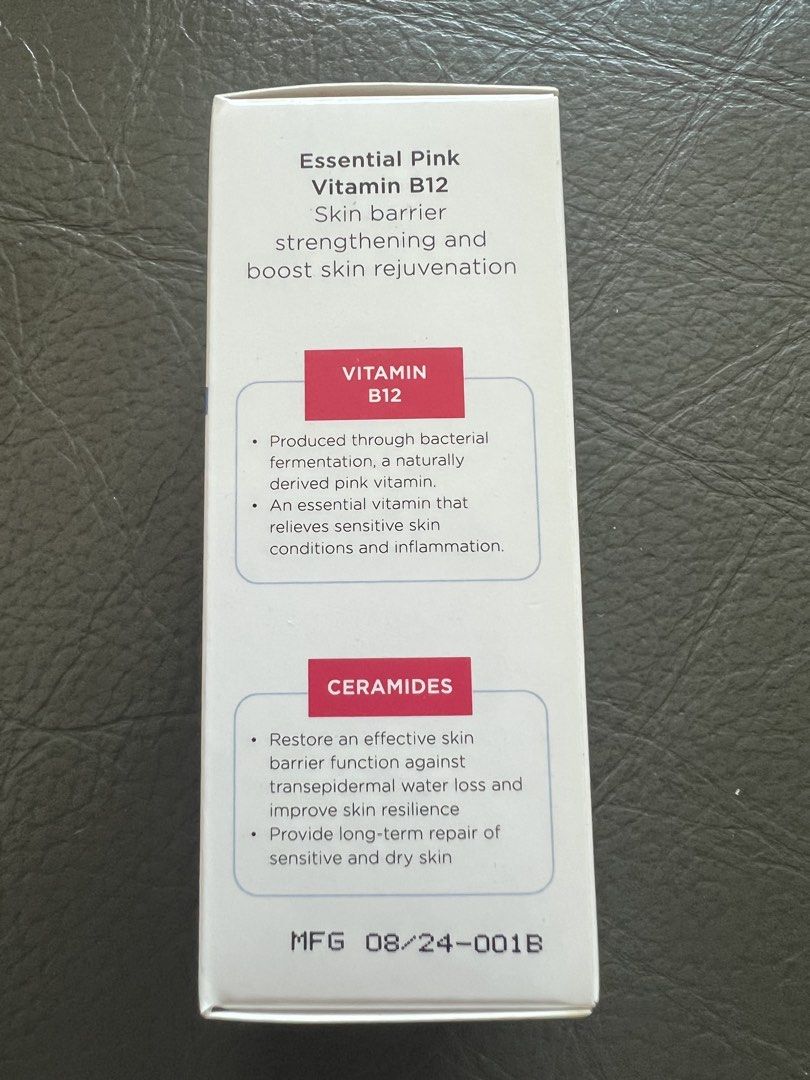 Essential Pink
Vitamin B12
Skin barrier
strengthening and
boost skin rejuvenation
VITAMIN
B12
• Produced through bacterial
fermentation, a naturally
derived pink vitamin.
• An essential vitamin that
relieves sensitive skin
conditions and inflammation.
CERAMIDES
• Restore an effective skin
barrier function against
transepidermal water loss and
improve skin resilience
• Provide long-term repair of
sensitive and dry skin
MFG 08/24-001B